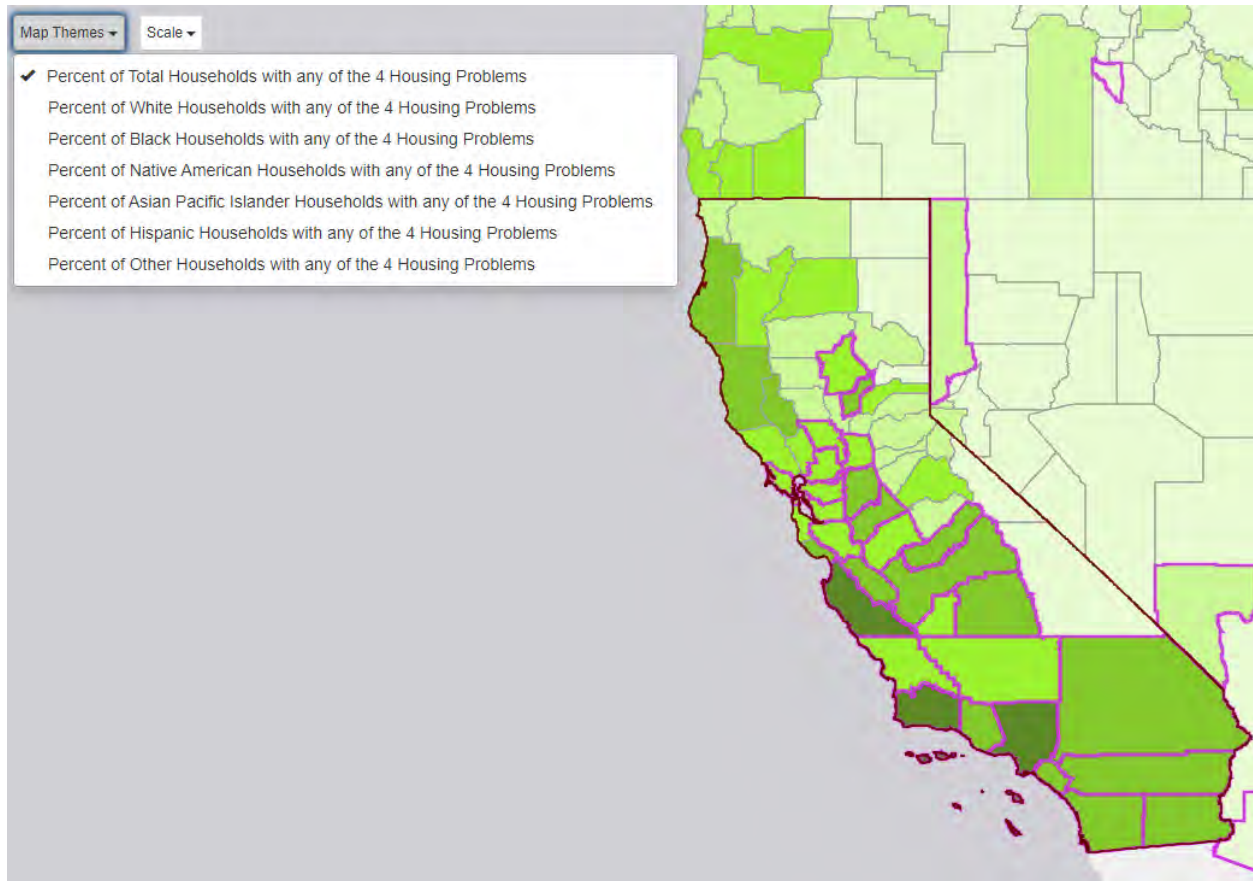 Map Themes Scale
Percent of Total Households with any of the 4 Housing Problems
Percent of White Households with any of the 4 Housing Problems
Percent of Black Households with any of the 4 Housing Problems
Percent of Native American Households with any of the 4 Housing Problems
Percent of Asian Pacific Islander Households with any of the 4 Housing Problems
Percent of Hispanic Households with any of the 4 Housing Problems
Percent of Other Households with any of the 4 Housing Problems